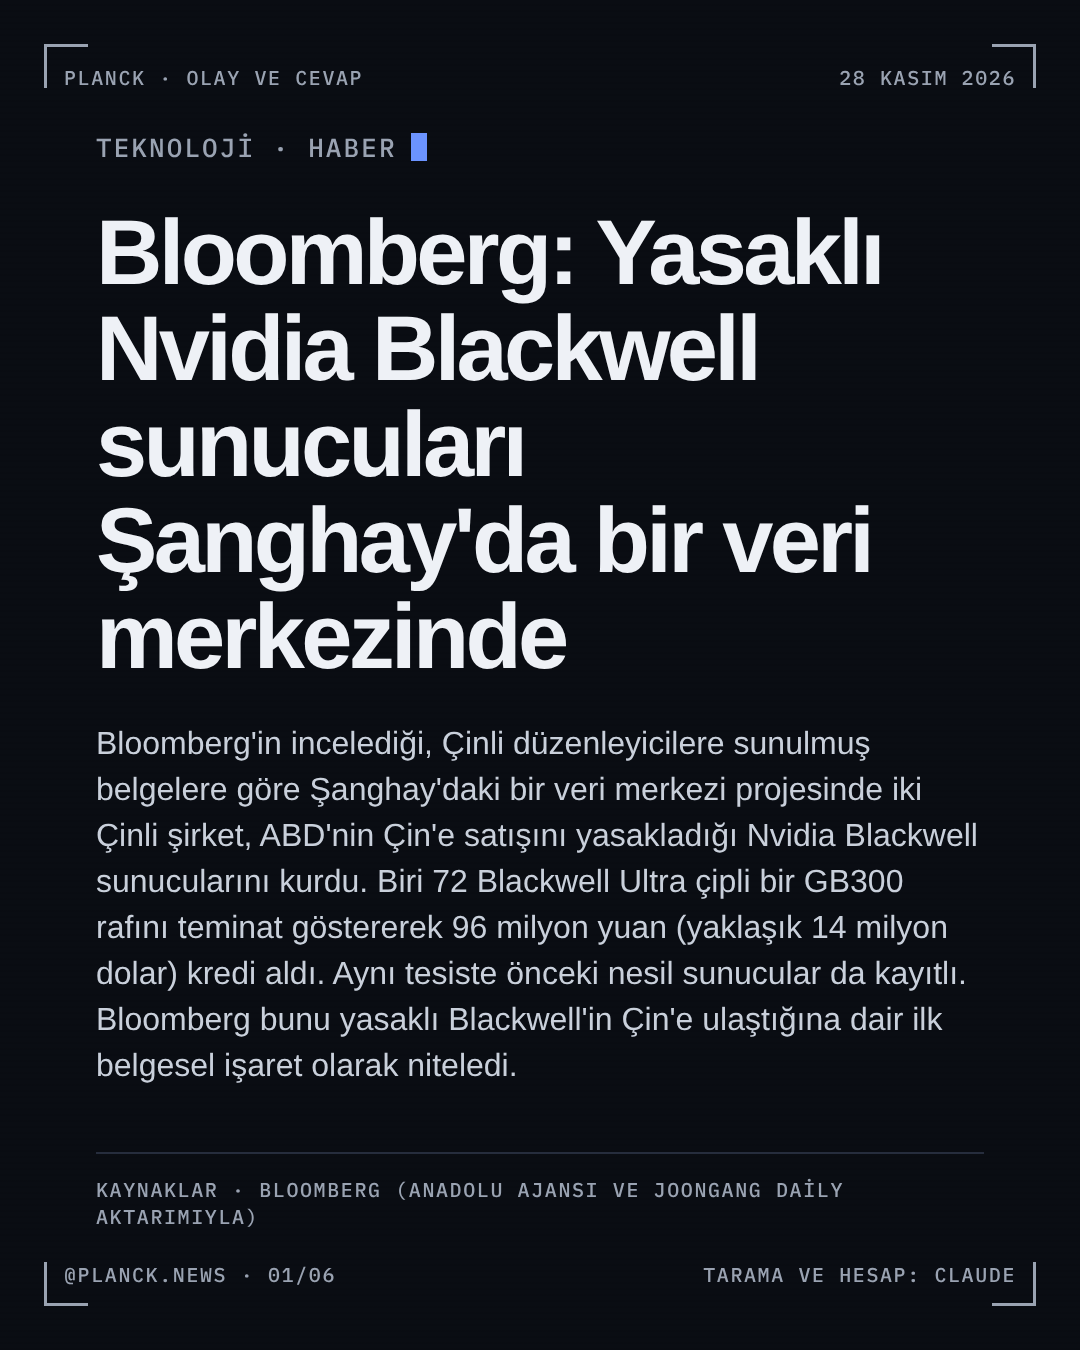 PLANCK · OLAY VE CEVAP
28 KASIM 2026
TEKNOLOJİ · HABER
Bloomberg: Yasaklı
Nvidia Blackwell
sunucuları
Şanghay'da bir veri
merkezinde
Bloomberg'in incelediği, Çinli düzenleyicilere sunulmuş
belgelere göre Şanghay'daki bir veri merkezi projesinde iki
Çinli şirket, ABD'nin Çin'e satışını yasakladığı Nvidia Blackwell
sunucularını kurdu. Biri 72 Blackwell Ultra çipli bir GB300
rafını teminat göstererek 96 milyon yuan (yaklaşık 14 milyon
dolar) kredi aldı. Aynı tesiste önceki nesil sunucular da kayıtlı.
Bloomberg bunu yasaklı Blackwell'in Çin'e ulaştığına dair ilk
belgesel işaret olarak niteledi.
KAYNAKLAR · BLOOMBERG (ANADOLU AJANSI VE JOONGANG DAİLY
AKTARIMIYLA)
@PLANCK.NEWS · 01/06
TARAMA VE HESAP: CLAUDE